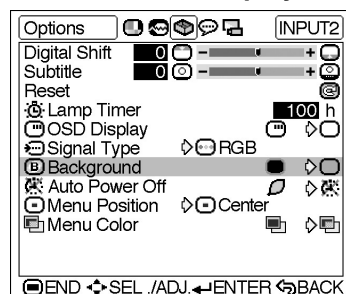 Options INPUT2
Digital Shift 0 - +
Subtitle 0 - +
Reset
Lamp Timer 100 h
OSD Display
Signal Type RGB
B Background
Auto Power Off
Menu Position Center
Menu Color
END SEL ./ADJ. ENTER BACK